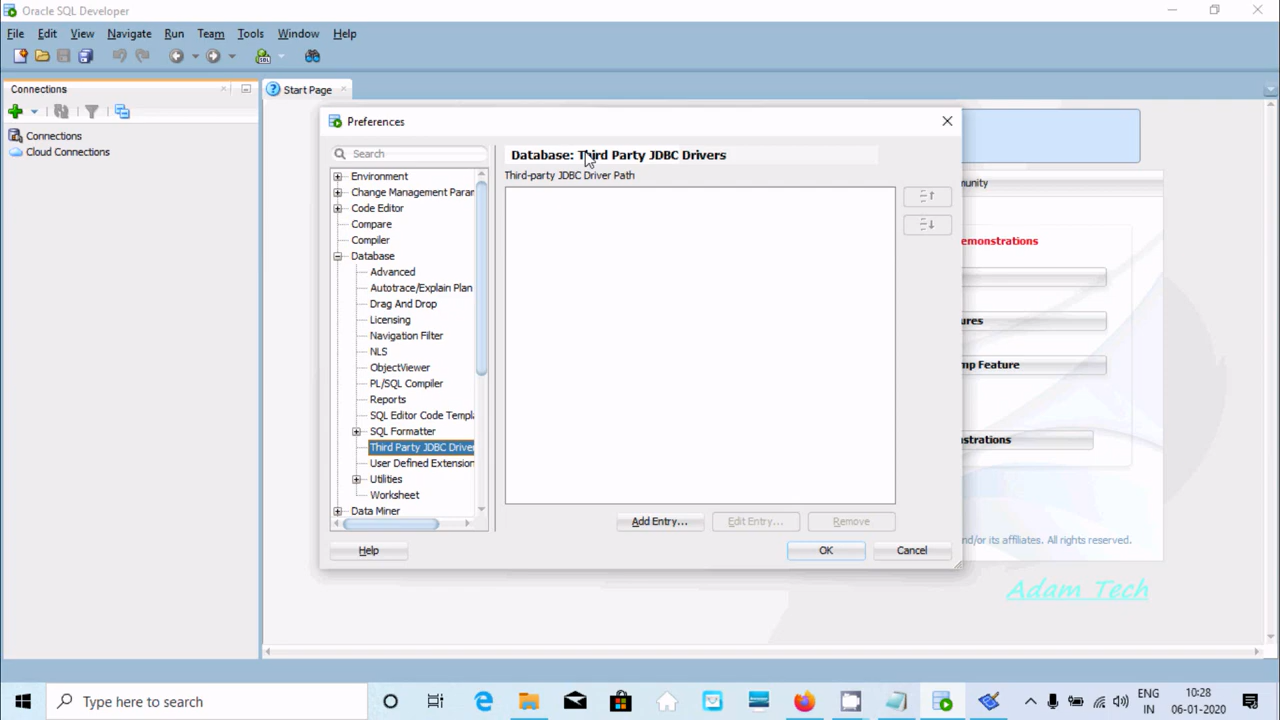 Oracle SQL Developer
File Edit View Navigate Run Team Tools Window Help
Connections
Start Page
Connections
Cloud Connections
Preferences
Search
Environment
Change Management Param
Code Editor
Compare
Compiler
Database
Advanced
Autotrace/Explain Plan
Drag And Drop
Licensing
Navigation Filter
NLS
ObjectViewer
PL/SQL Compiler
Reports
SQL Editor Code Templ
SQL Formatter
Third Party JDBC Driver
User Defined Extension
Utilities
Worksheet
Data Miner
Database: Third Party JDBC Drivers
Third-party JDBC Driver Path
Add Entry... Edit Entry... Remove
Help OK Cancel
munity
emonstrations
ures
mp Feature
nstrations
and/or its affiliates. All rights reserved.
Adam Tech
Type here to search
ENG
IN
10:28
06-01-2020